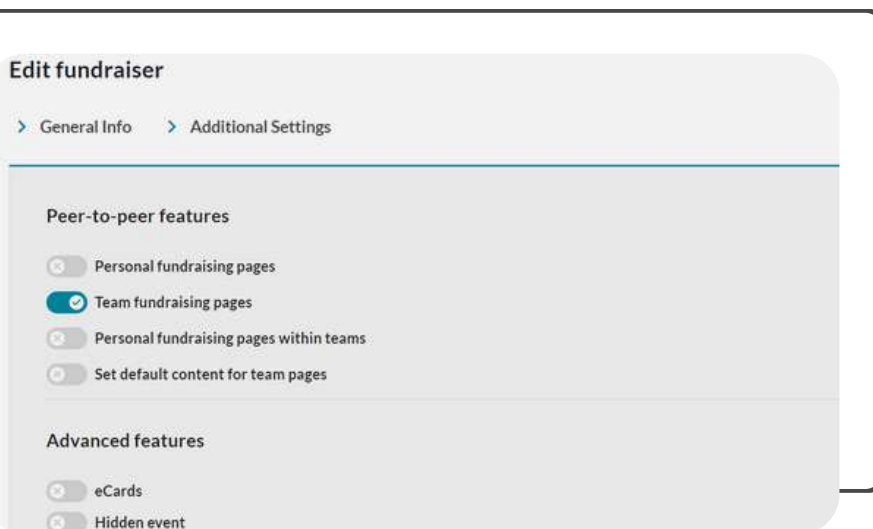 Edit fundraiser
General Info Additional Settings
Peer-to-peer features
Personal fundraising pages
Team fundraising pages
Personal fundraising pages within teams
Set default content for team pages
Advanced features
eCards
Hidden event